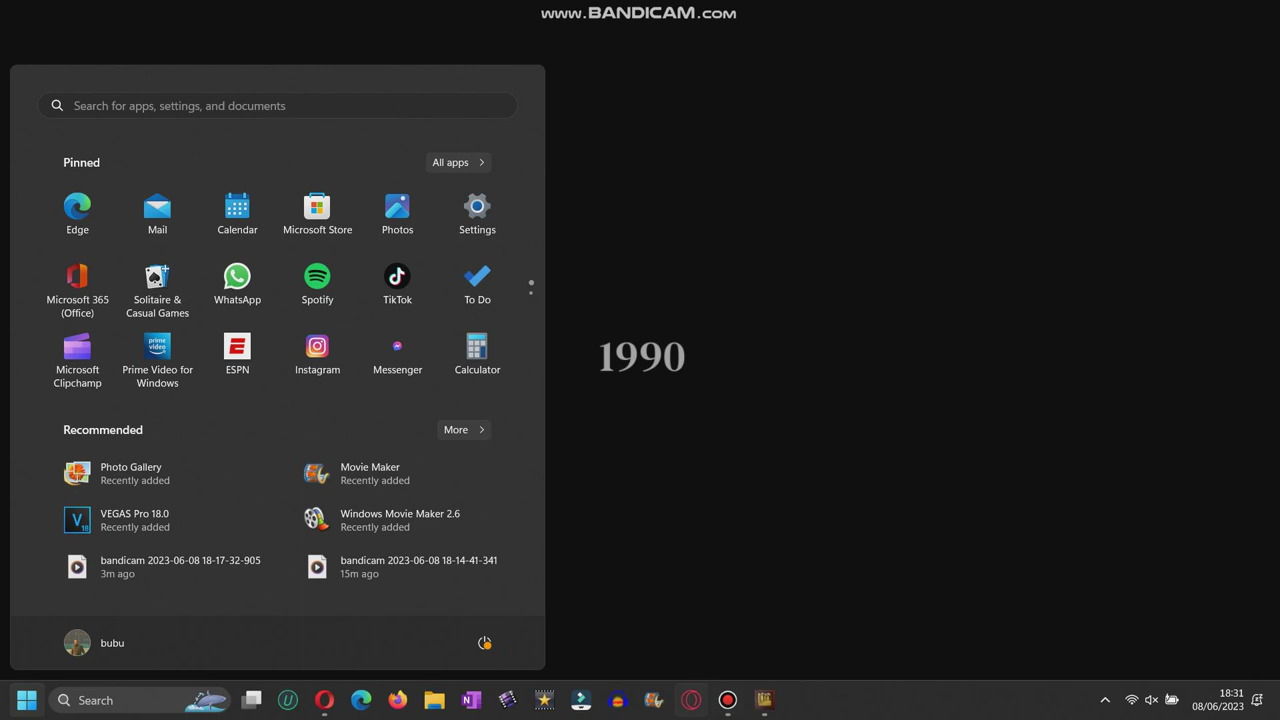 www.BANDICAM.com
Search for apps, settings, and documents
Pinned
All apps
Edge
Mail
Calendar
Microsoft Store
Photos
Settings
Microsoft 365
(Office)
Solitaire &
Casual Games
WhatsApp
Spotify
TikTok
To Do
Microsoft
Clipchamp
Prime Video for
Windows
ESPN
Instagram
Messenger
Calculator
1990
Recommended
More
Photo Gallery
Recently added
Movie Maker
Recently added
VEGAS Pro 18.0
Recently added
Windows Movie Maker 2.6
Recently added
bandicam 2023-06-08 18-17-32-905
3m ago
bandicam 2023-06-08 18-14-41-341
15m ago
bubu
Search
18:31
08/06/2023